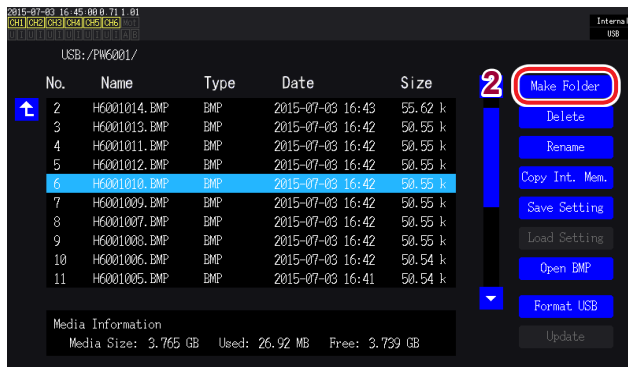 2015-07-03 16:45:00 0.71 1.01
CH1 CH2 CH3 CH4 CH5 CH6 Mot
U I U I U I U I U I U I A B
Internal
USB
USB:/PW6001/
No. Name Type Date Size
2 H6001014.BMP BMP 2015-07-03 16:43 55.62 k
3 H6001013.BMP BMP 2015-07-03 16:42 50.55 k
4 H6001011.BMP BMP 2015-07-03 16:42 50.55 k
5 H6001012.BMP BMP 2015-07-03 16:42 50.55 k
6 H6001010.BMP BMP 2015-07-03 16:42 50.55 k
7 H6001009.BMP BMP 2015-07-03 16:42 50.55 k
8 H6001007.BMP BMP 2015-07-03 16:42 50.55 k
9 H6001008.BMP BMP 2015-07-03 16:42 50.55 k
10 H6001006.BMP BMP 2015-07-03 16:42 50.54 k
11 H6001005.BMP BMP 2015-07-03 16:41 50.54 k
Media Information
Media Size: 3.765 GB Used: 26.92 MB Free: 3.739 GB
2
Make Folder
Delete
Rename
Copy Int. Mem.
Save Setting
Load Setting
Open BMP
Format USB
Update